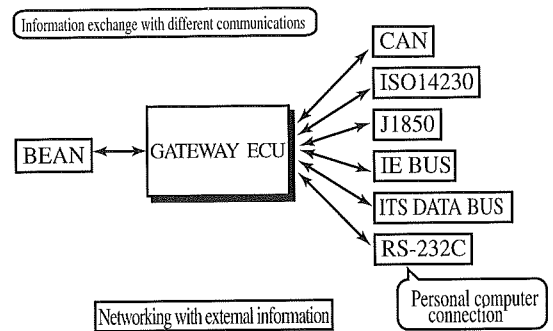 Information exchange with different communications
CAN
ISO14230
J1850
BEAN
GATEWAY ECU
IE BUS
ITS DATA BUS
RS-232C
Personal computer
connection
Networking with external information